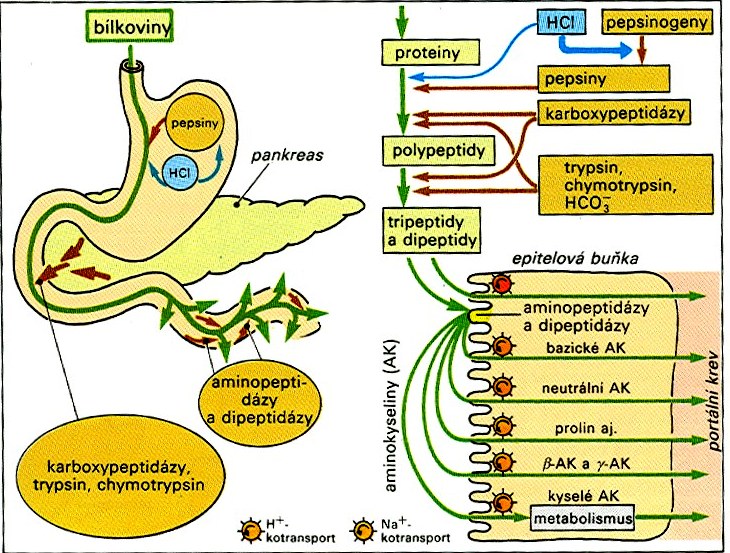 bílkoviny
pepsiny
HCl
pankreas
aminopepti-
dázy
a dipeptidázy
karboxypeptidázy,
trypsin, chymotrypsin
HCl
pepsinogeny
proteiny
pepsiny
karboxypeptidázy
polypeptidy
trypsin,
chymotrypsin,
HCO₃⁻
tripeptidy
a dipeptidy
epitelová buňka
aminopeptidázy
a dipeptidázy
bazické AK
neutrální AK
prolin aj.
β-AK a γ-AK
kyselé AK
metabolismus
aminokyseliny (AK)
portální krev
H⁺-
kotransport
Na⁺-
kotransport